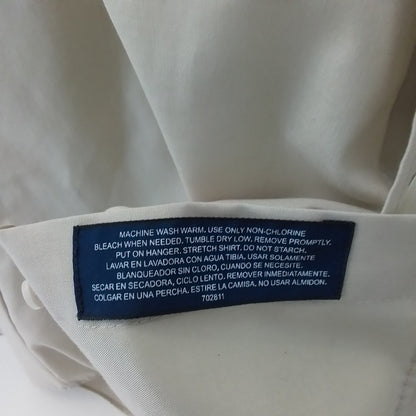 MACHINE WASH WARM. USE ONLY NON-CHLORINE
BLEACH WHEN NEEDED. TUMBLE DRY LOW. REMOVE PROMPTLY.
PUT ON HANGER. STRETCH SHIRT. DO NOT STARCH.
LAVAR EN LAVADORA CON AGUA TIBIA. USAR SOLAMENTE
BLANQUEADOR SIN CLORO, CUANDO SE NECESITE.
SECAR EN SECADORA, CICLO LENTO. REMOVER INMEDIATAMENTE.
COLGAR EN UNA PERCHA. ESTIRE LA CAMISA. NO USAR ALMIDON.
702811